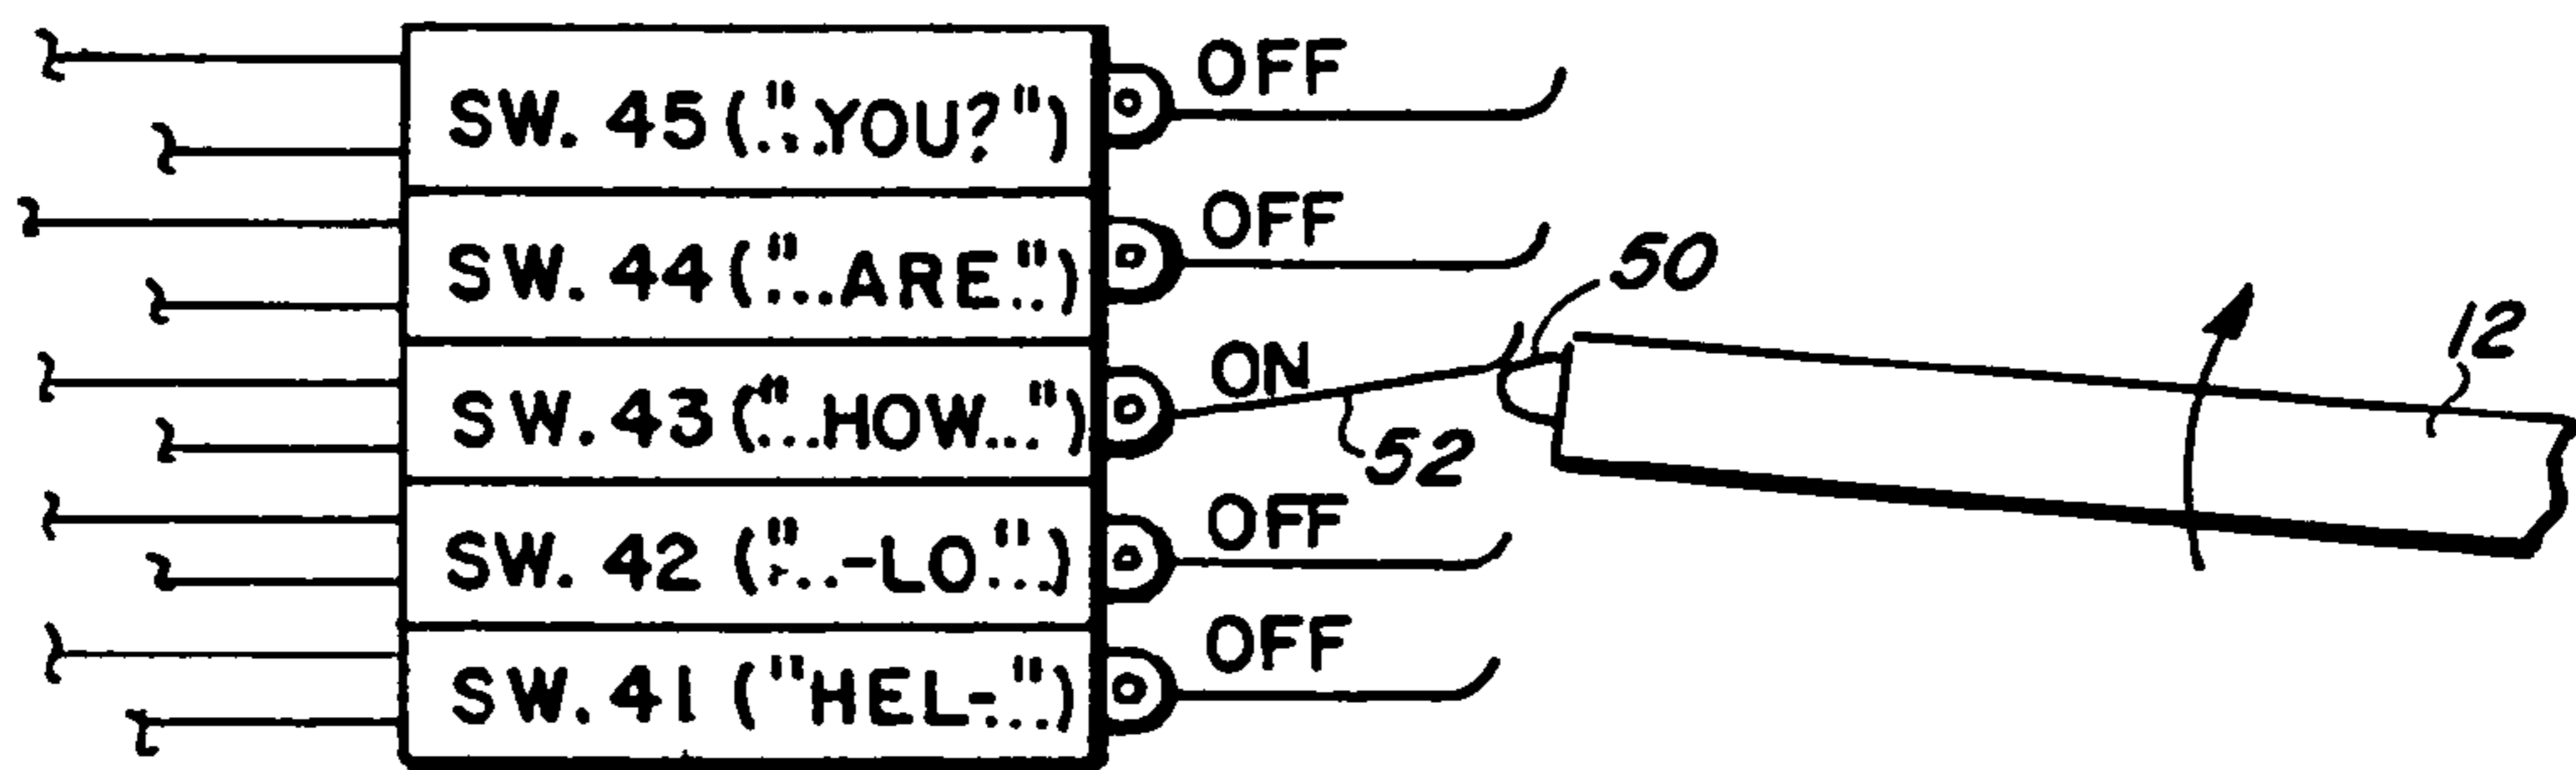 OFF
SW. 45 ("...YOU?")
OFF
SW. 44 ("...ARE...")
50
12
ON
SW. 43 ("...HOW...")
52
OFF
SW. 42 ("...-LO...")
OFF
SW. 41 ("HEL-...")